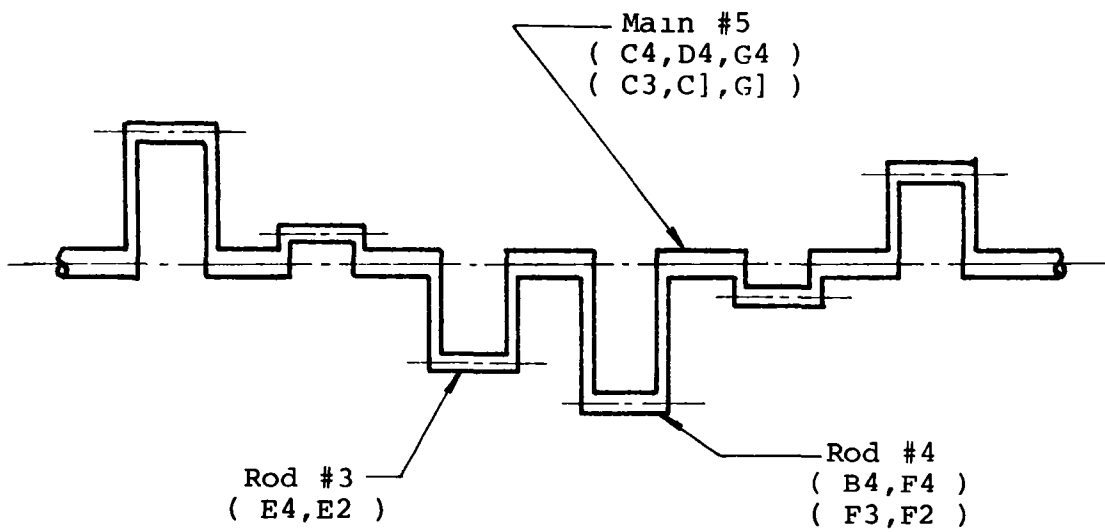 Main #5
( C4,D4,G4 )
( C3,C],G] )
Rod #3
( E4,E2 )
Rod #4
( B4,F4 )
( F3,F2 )